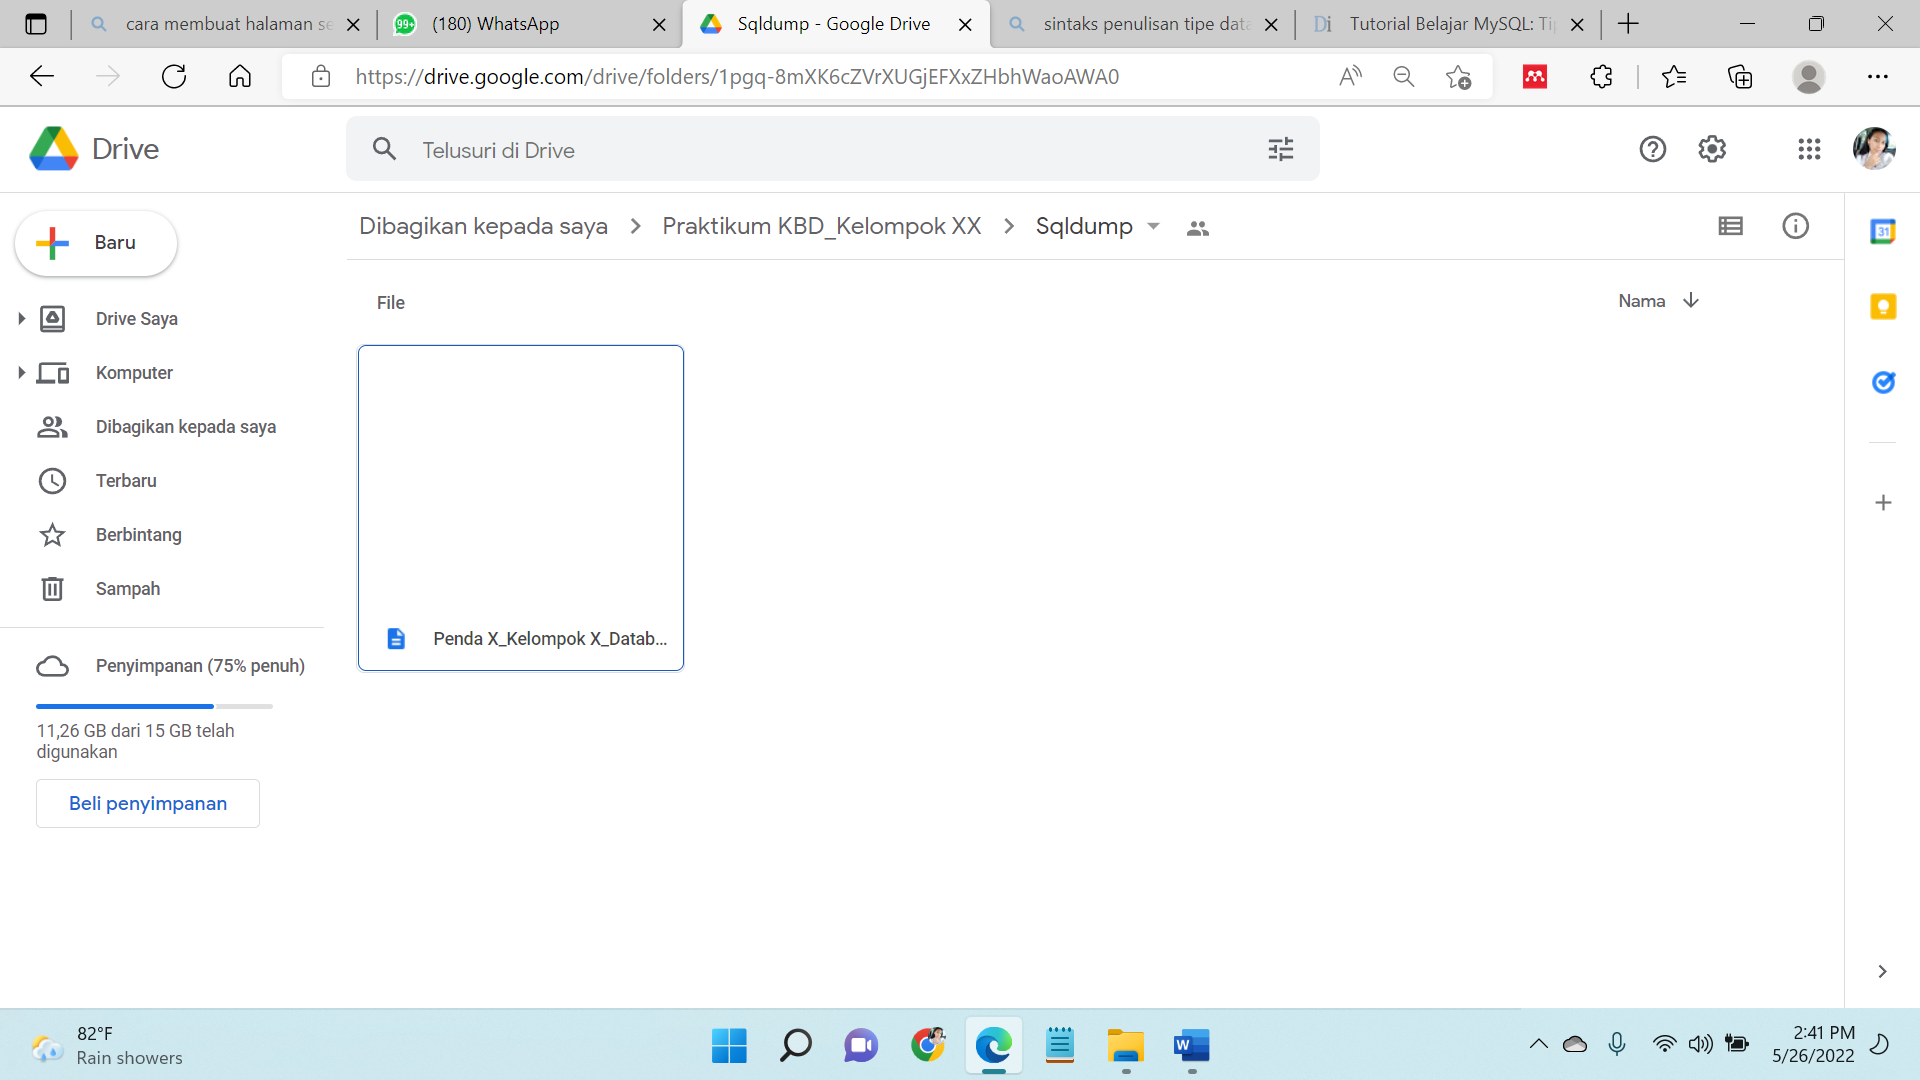 cara membuat halaman se
(180) WhatsApp
Sqldump - Google Drive
sintaks penulisan tipe data
Tutorial Belajar MySQL: Tip
https://drive.google.com/drive/folders/1pgq-8mXK6cZVrXUGjEFXxZHbhWaoAWA0
Drive
Telusuri di Drive
Baru
Dibagikan kepada saya > Praktikum KBD_Kelompok XX > Sqldump
File
Nama
Drive Saya
Komputer
Dibagikan kepada saya
Terbaru
Berbintang
Sampah
Penda X_Kelompok X_Datab...
Penyimpanan (75% penuh)
11,26 GB dari 15 GB telah
digunakan
Beli penyimpanan
31
99+
82°F
Rain showers
2:41 PM
5/26/2022